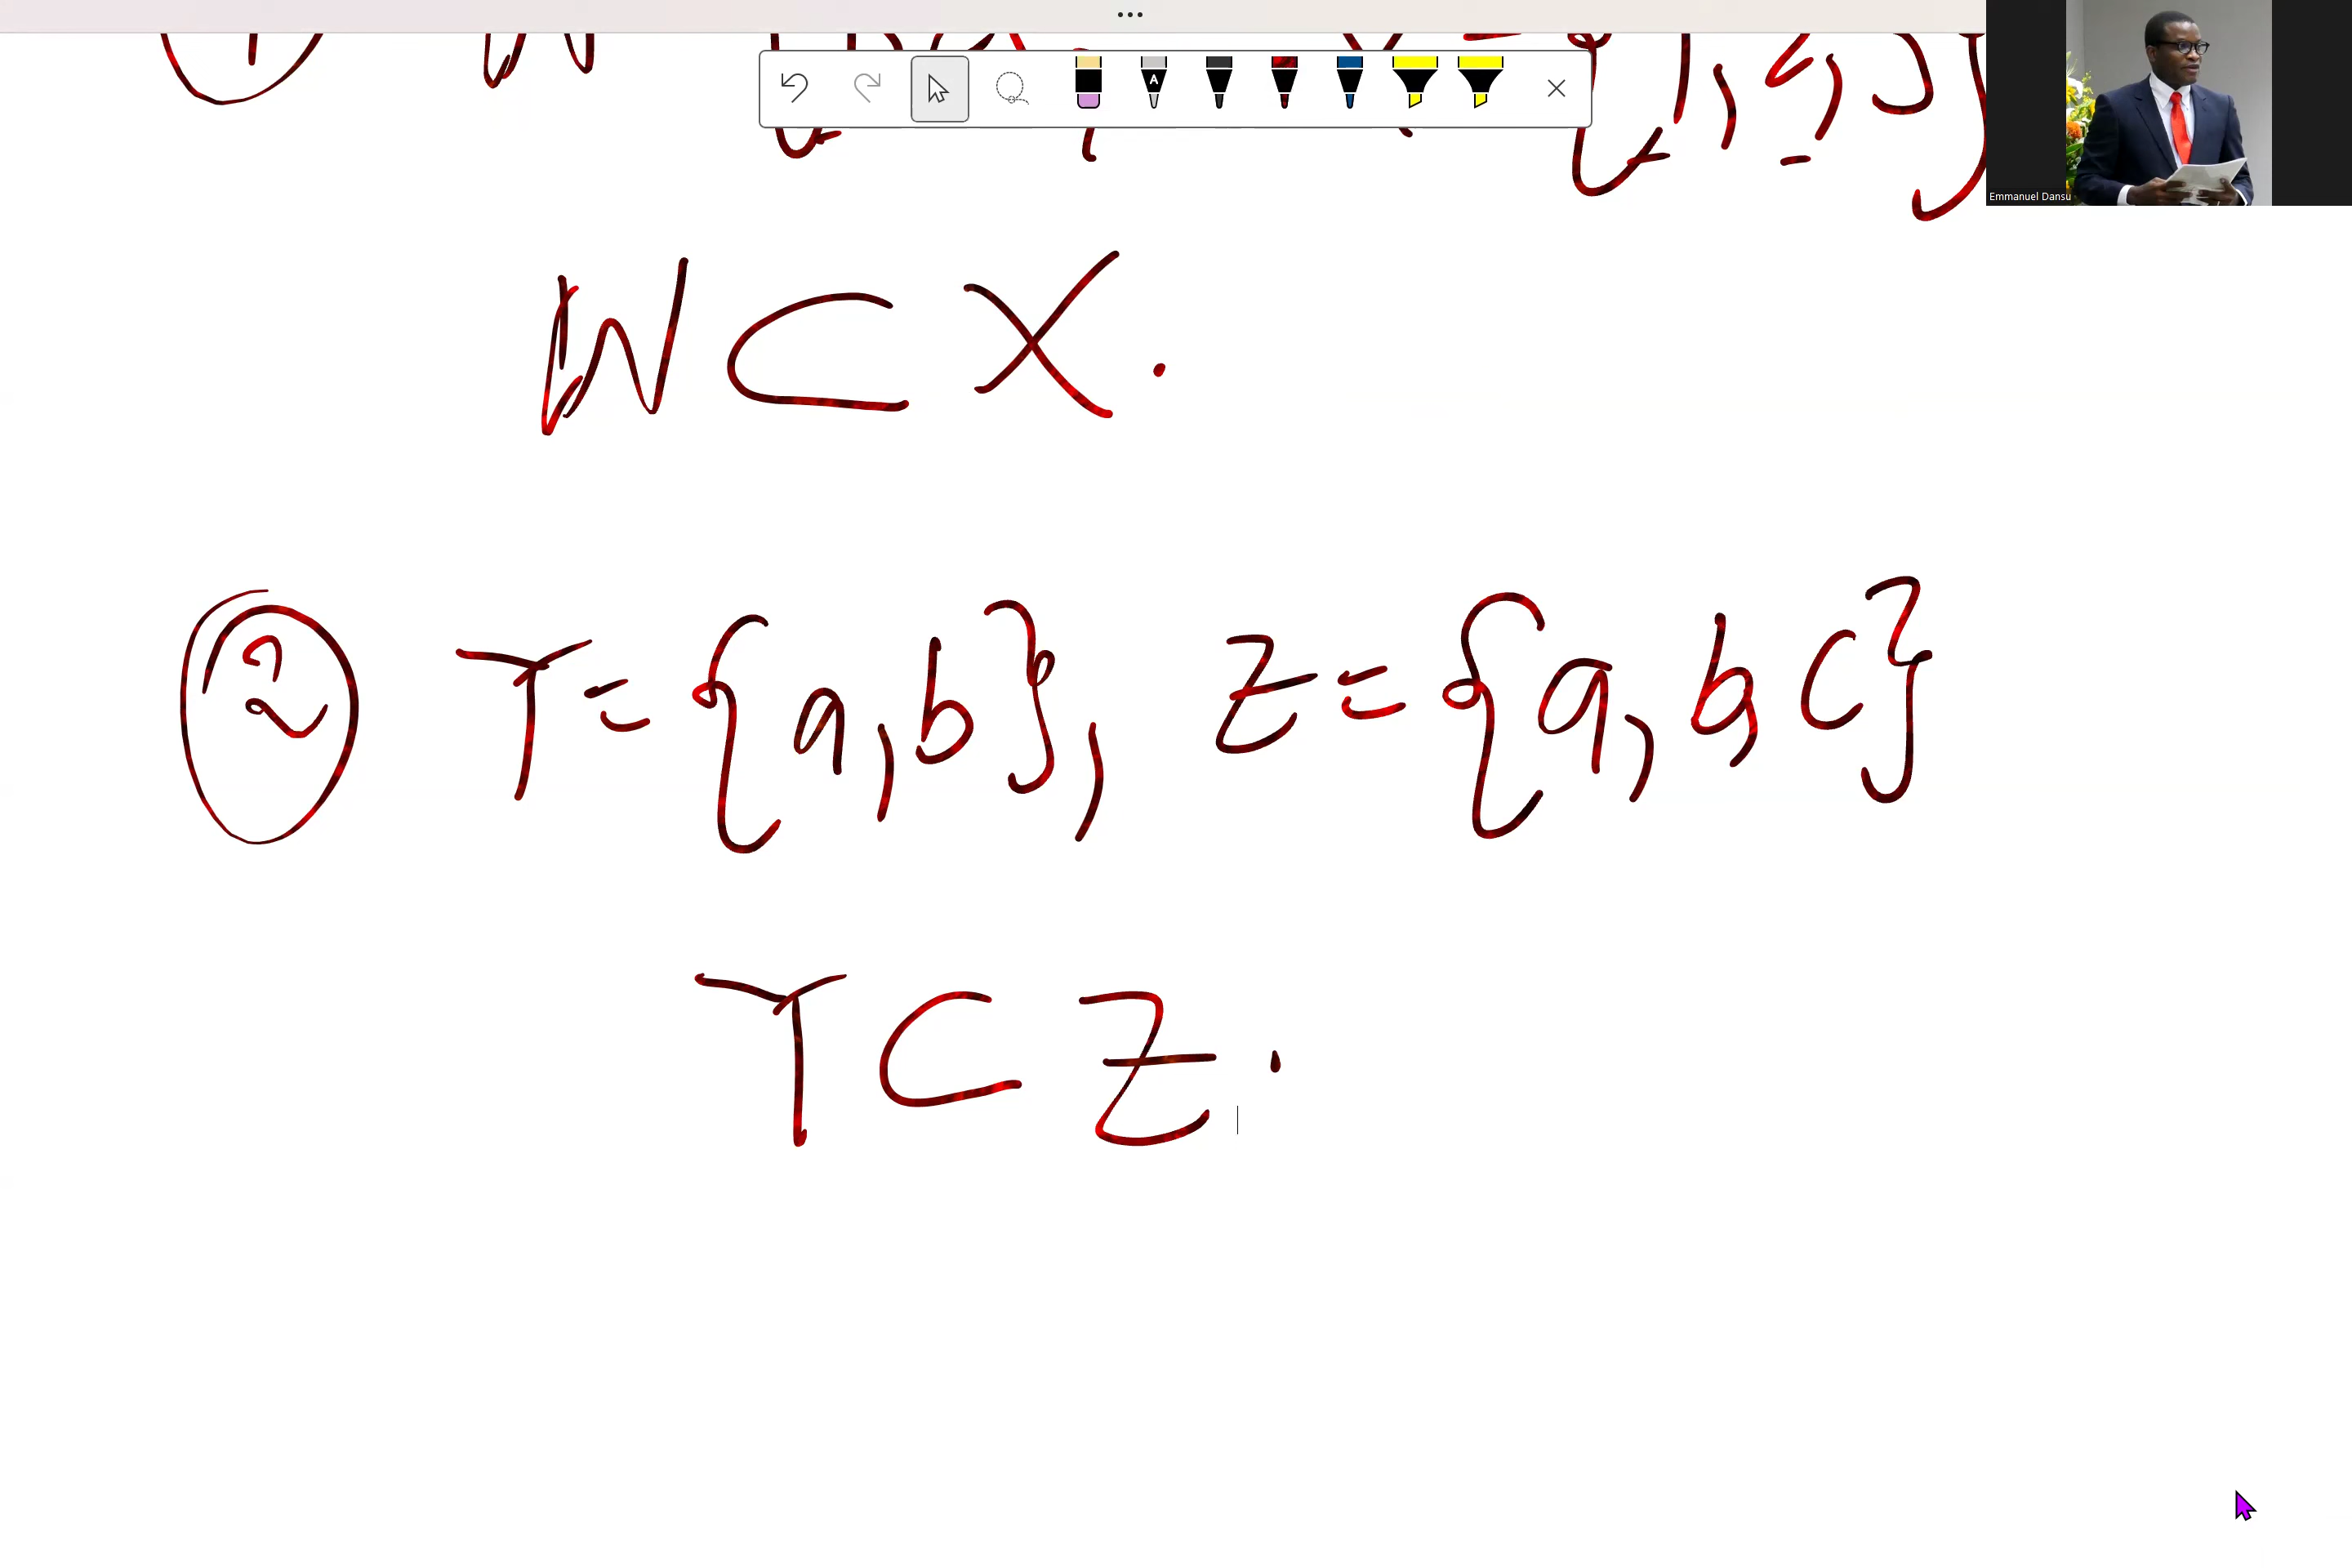 Emmanuel Dansu
W ⊂ X.
② T = {a, b}, Z = {a, b, c}
T ⊂ Z.